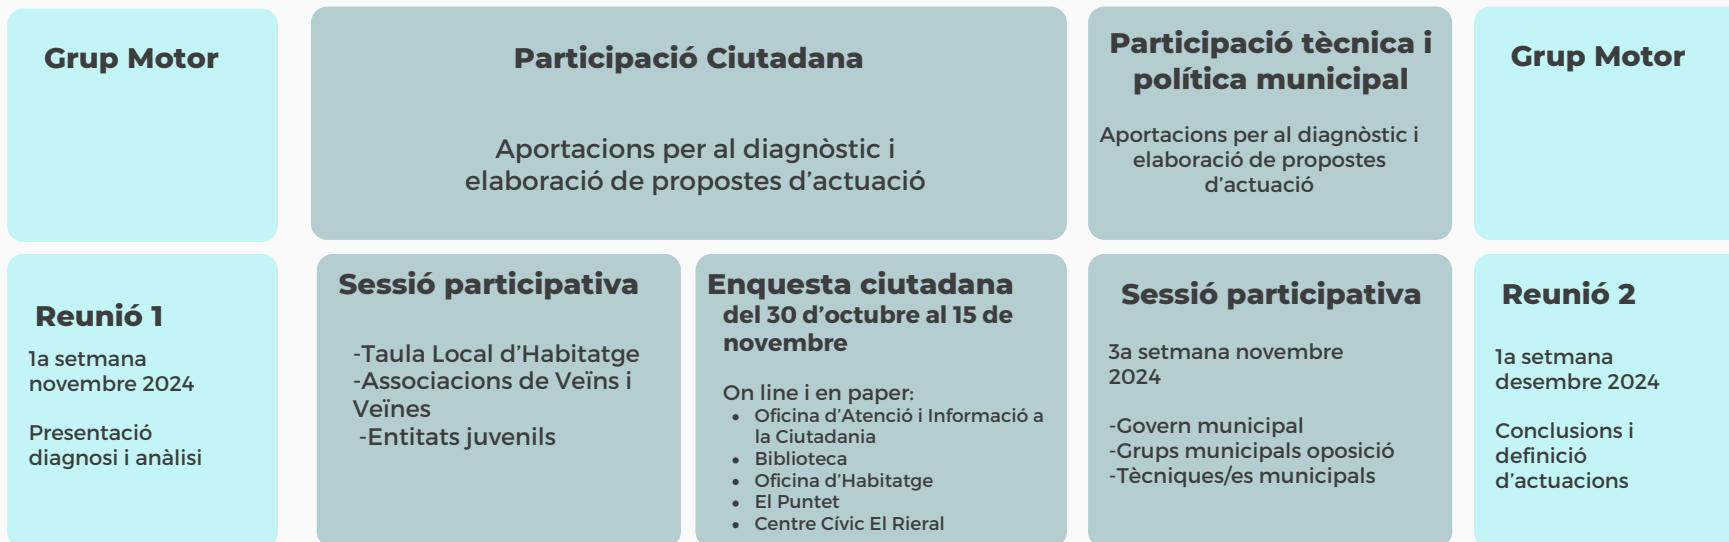 Grup Motor
Participació Ciutadana
Aportacions per al diagnòstic i
elaboració de propostes d'actuació
Participació tècnica i
política municipal
Aportacions per al diagnòstic i
elaboració de propostes
d'actuació
Grup Motor
Reunió 1
1a setmana
novembre 2024
Presentació
diagnosi i anàlisi
Sessió participativa
-Taula Local d'Habitatge
-Associacions de Veïns i
Veïnes
-Entitats juvenils
Enquesta ciutadana
del 30 d'octubre al 15 de
novembre
On line i en paper:
• Oficina d'Atenció i Informació a
la Ciutadania
• Biblioteca
• Oficina d'Habitatge
• El Puntet
• Centre Cívic El Rieral
Sessió participativa
3a setmana novembre
2024
-Govern municipal
-Grups municipals oposició
-Tècniques/es municipals
Reunió 2
1a setmana
desembre 2024
Conclusions i
definició
d'actuacions